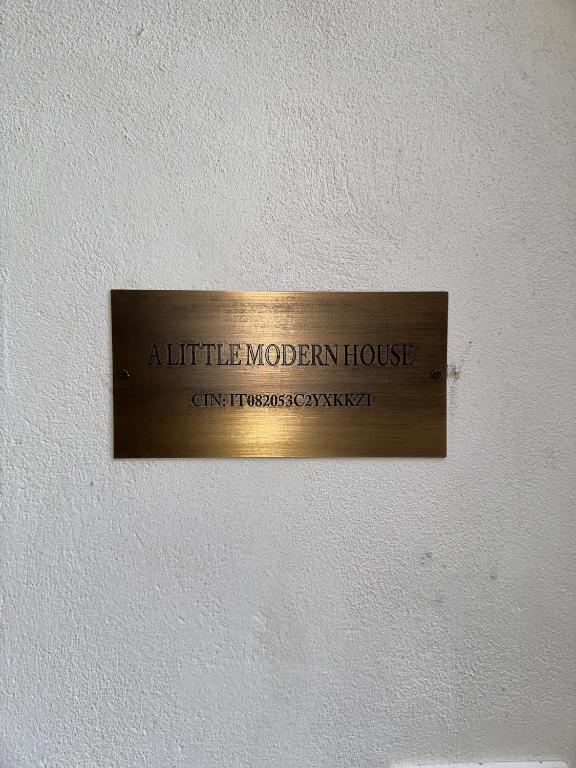 A LITTLE MODERN HOUSE
CIN: IT082053C2YXKKZI